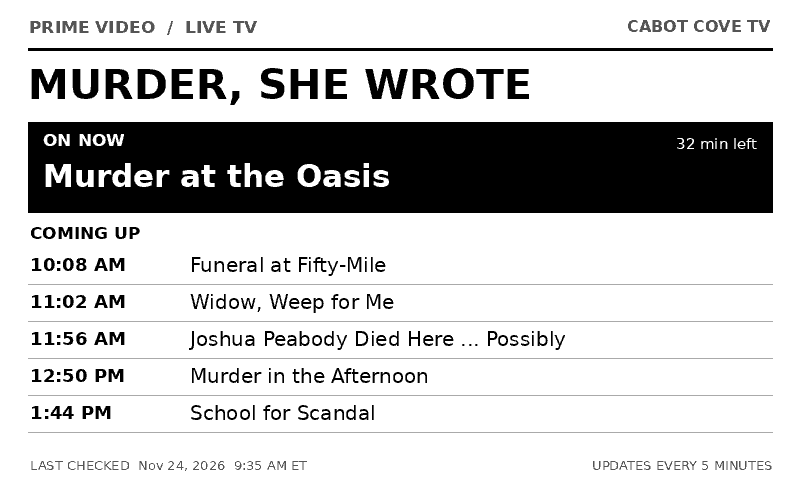 PRIME VIDEO / LIVE TV
CABOT COVE TV
MURDER, SHE WROTE
ON NOW
32 min left
Murder at the Oasis
COMING UP
10:08 AM Funeral at Fifty-Mile
11:02 AM Widow, Weep for Me
11:56 AM Joshua Peabody Died Here ... Possibly
12:50 PM Murder in the Afternoon
1:44 PM School for Scandal
LAST CHECKED Nov 24, 2026 9:35 AM ET
UPDATES EVERY 5 MINUTES